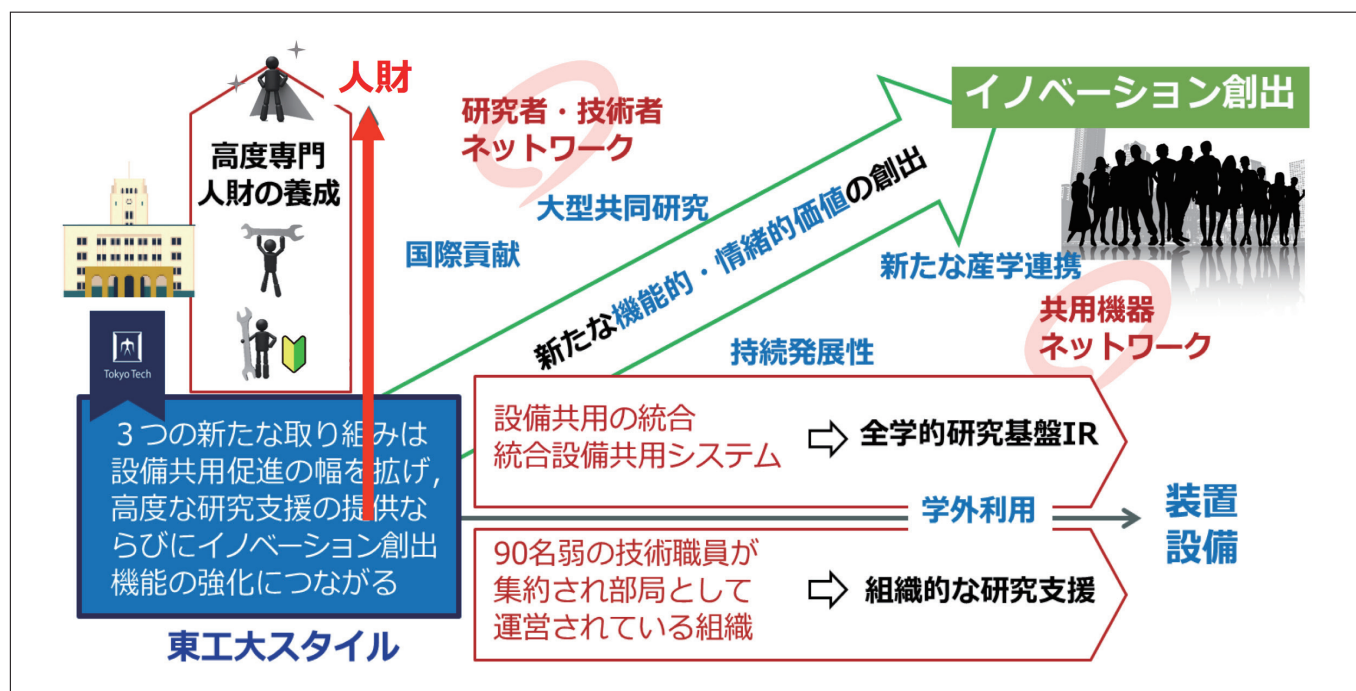 人財
高度専門
人財の養成
研究者・技術者
ネットワーク
大型共同研究
国際貢献
新たな機能的・情緒的価値の創出
イノベーション創出
新たな産学連携
共用機器
ネットワーク
持続発展性
Tokyo Tech
3つの新たな取り組みは
設備共用促進の幅を拡げ,
高度な研究支援の提供な
らびにイノベーション創出
機能の強化につながる
東工大スタイル
設備共用の統合
統合設備共用システム
全学的研究基盤IR
学外利用
装置
設備
90名弱の技術職員が
集約され部局として
運営されている組織
組織的な研究支援